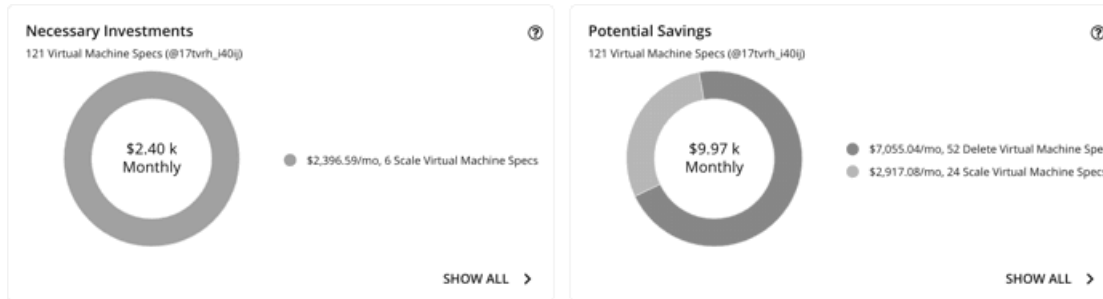 Necessary Investments
121 Virtual Machine Specs (@17tvrh_i40ij)
$2.40 k
Monthly
$2,396.59/mo, 6 Scale Virtual Machine Specs
SHOW ALL
Potential Savings
121 Virtual Machine Specs (@17tvrh_i40ij)
$9.97 k
Monthly
$7,055.04/mo, 52 Delete Virtual Machine Spe
$2,917.08/mo, 24 Scale Virtual Machine Specs
SHOW ALL